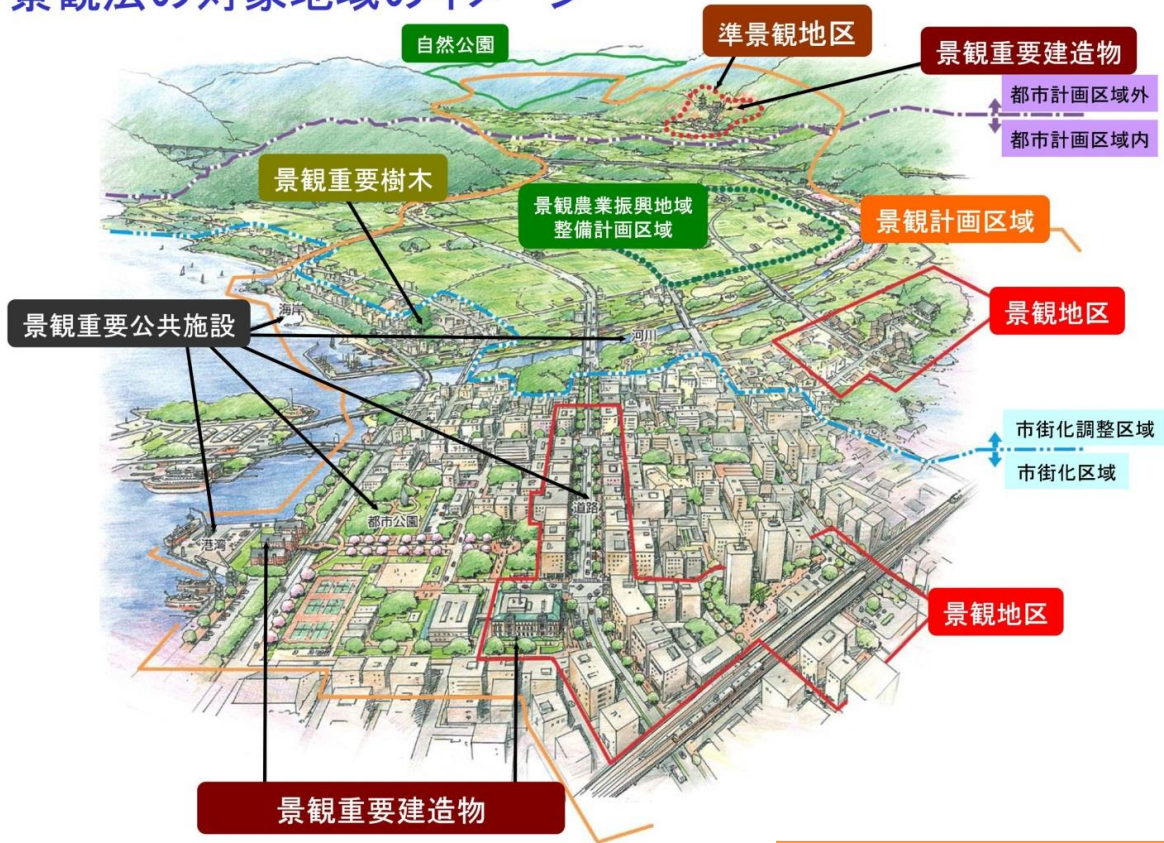 景観法の対象地域のイメージ
自然公園
準景観地区
景観重要建造物
都市計画区域外
都市計画区域内
景観重要樹木
景観農業振興地域
整備計画区域
景観計画区域
景観地区
景観重要公共施設
海岸
河川
市街化調整区域
市街化区域
道路
都市公園
港湾
景観地区
景観重要建造物